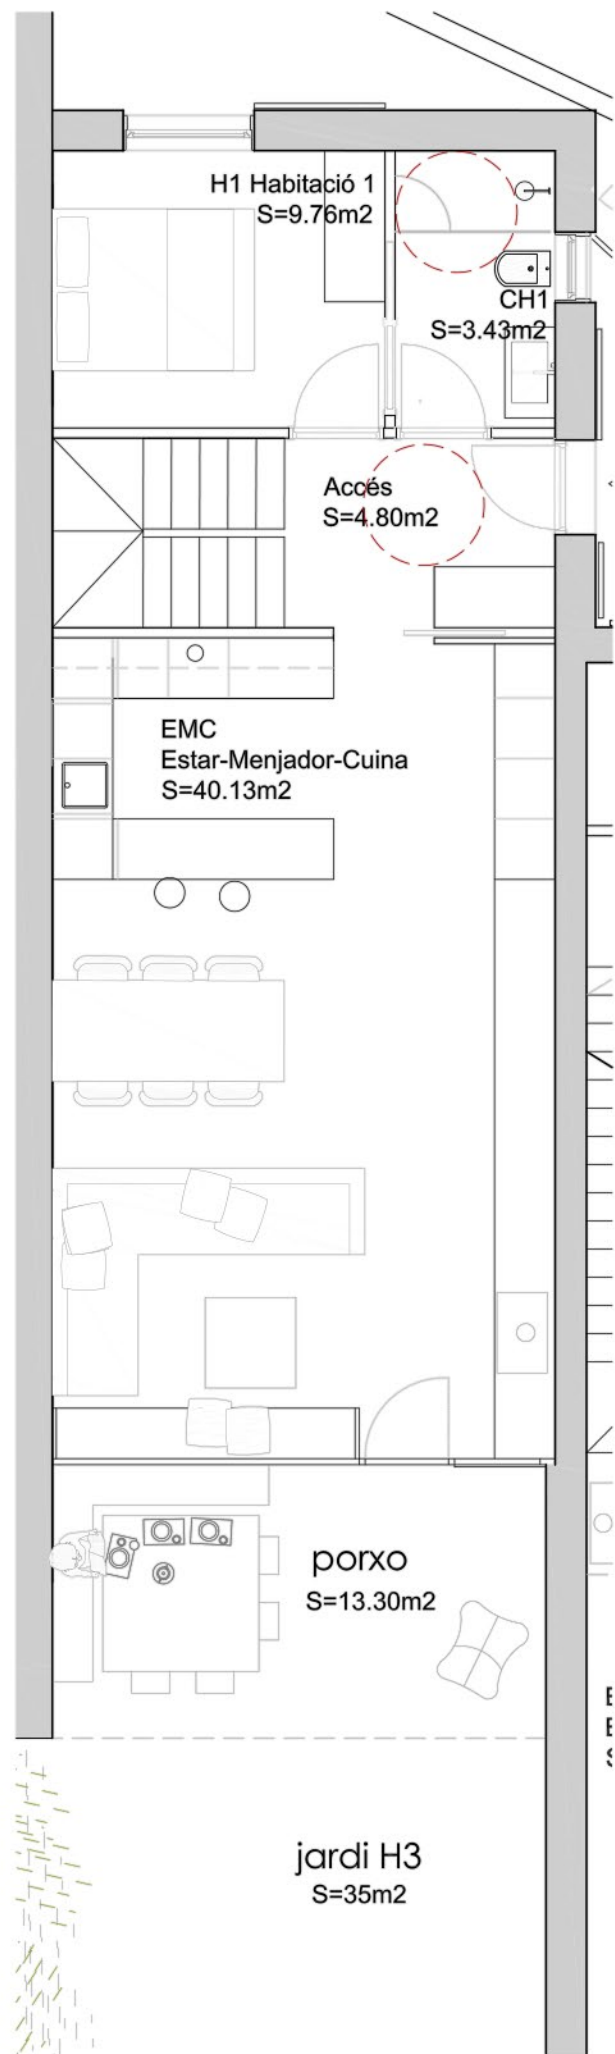 H1 Habitació 1
S=9.76m2
CH1
S=3.43m2
Accés
S=4.80m2
EMC
Estar-Menjador-Cuina
S=40.13m2
porxo
S=13.30m2
jardi H3
S=35m2